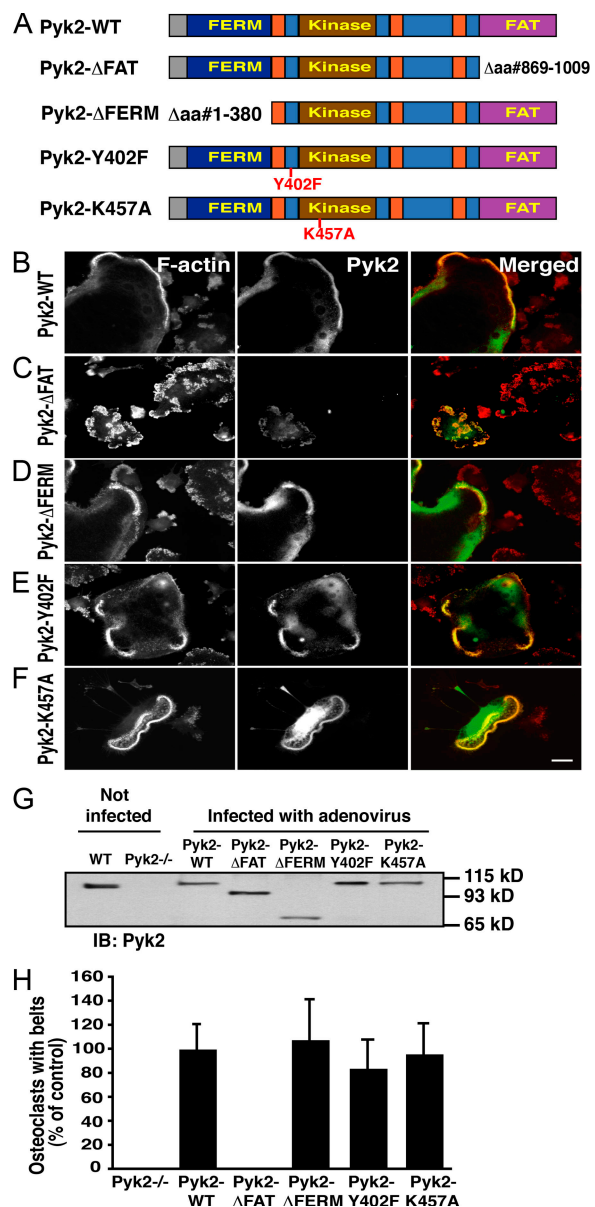 A
Pyk2-WT FERM Kinase FAT
Pyk2-ΔFAT FERM Kinase Δaa#869-1009
Pyk2-ΔFERM Δaa#1-380 Kinase FAT
Pyk2-Y402F FERM Kinase FAT
Y402F
Pyk2-K457A FERM Kinase FAT
K457A
B
F-actin Pyk2 Merged
Pyk2-WT
C
Pyk2-ΔFAT
D
Pyk2-ΔFERM
E
Pyk2-Y402F
F
Pyk2-K457A
G
Not infected
Infected with adenovirus
WT Pyk2-/- Pyk2-WT Pyk2-ΔFAT Pyk2-ΔFERM Pyk2-Y402F Pyk2-K457A
115 kD
93 kD
65 kD
IB: Pyk2
H
Osteoclasts with belts
(% of control)
160
140
120
100
80
60
40
20
0
Pyk2-/- Pyk2-WT Pyk2-ΔFAT Pyk2-ΔFERM Pyk2-Y402F Pyk2-K457A